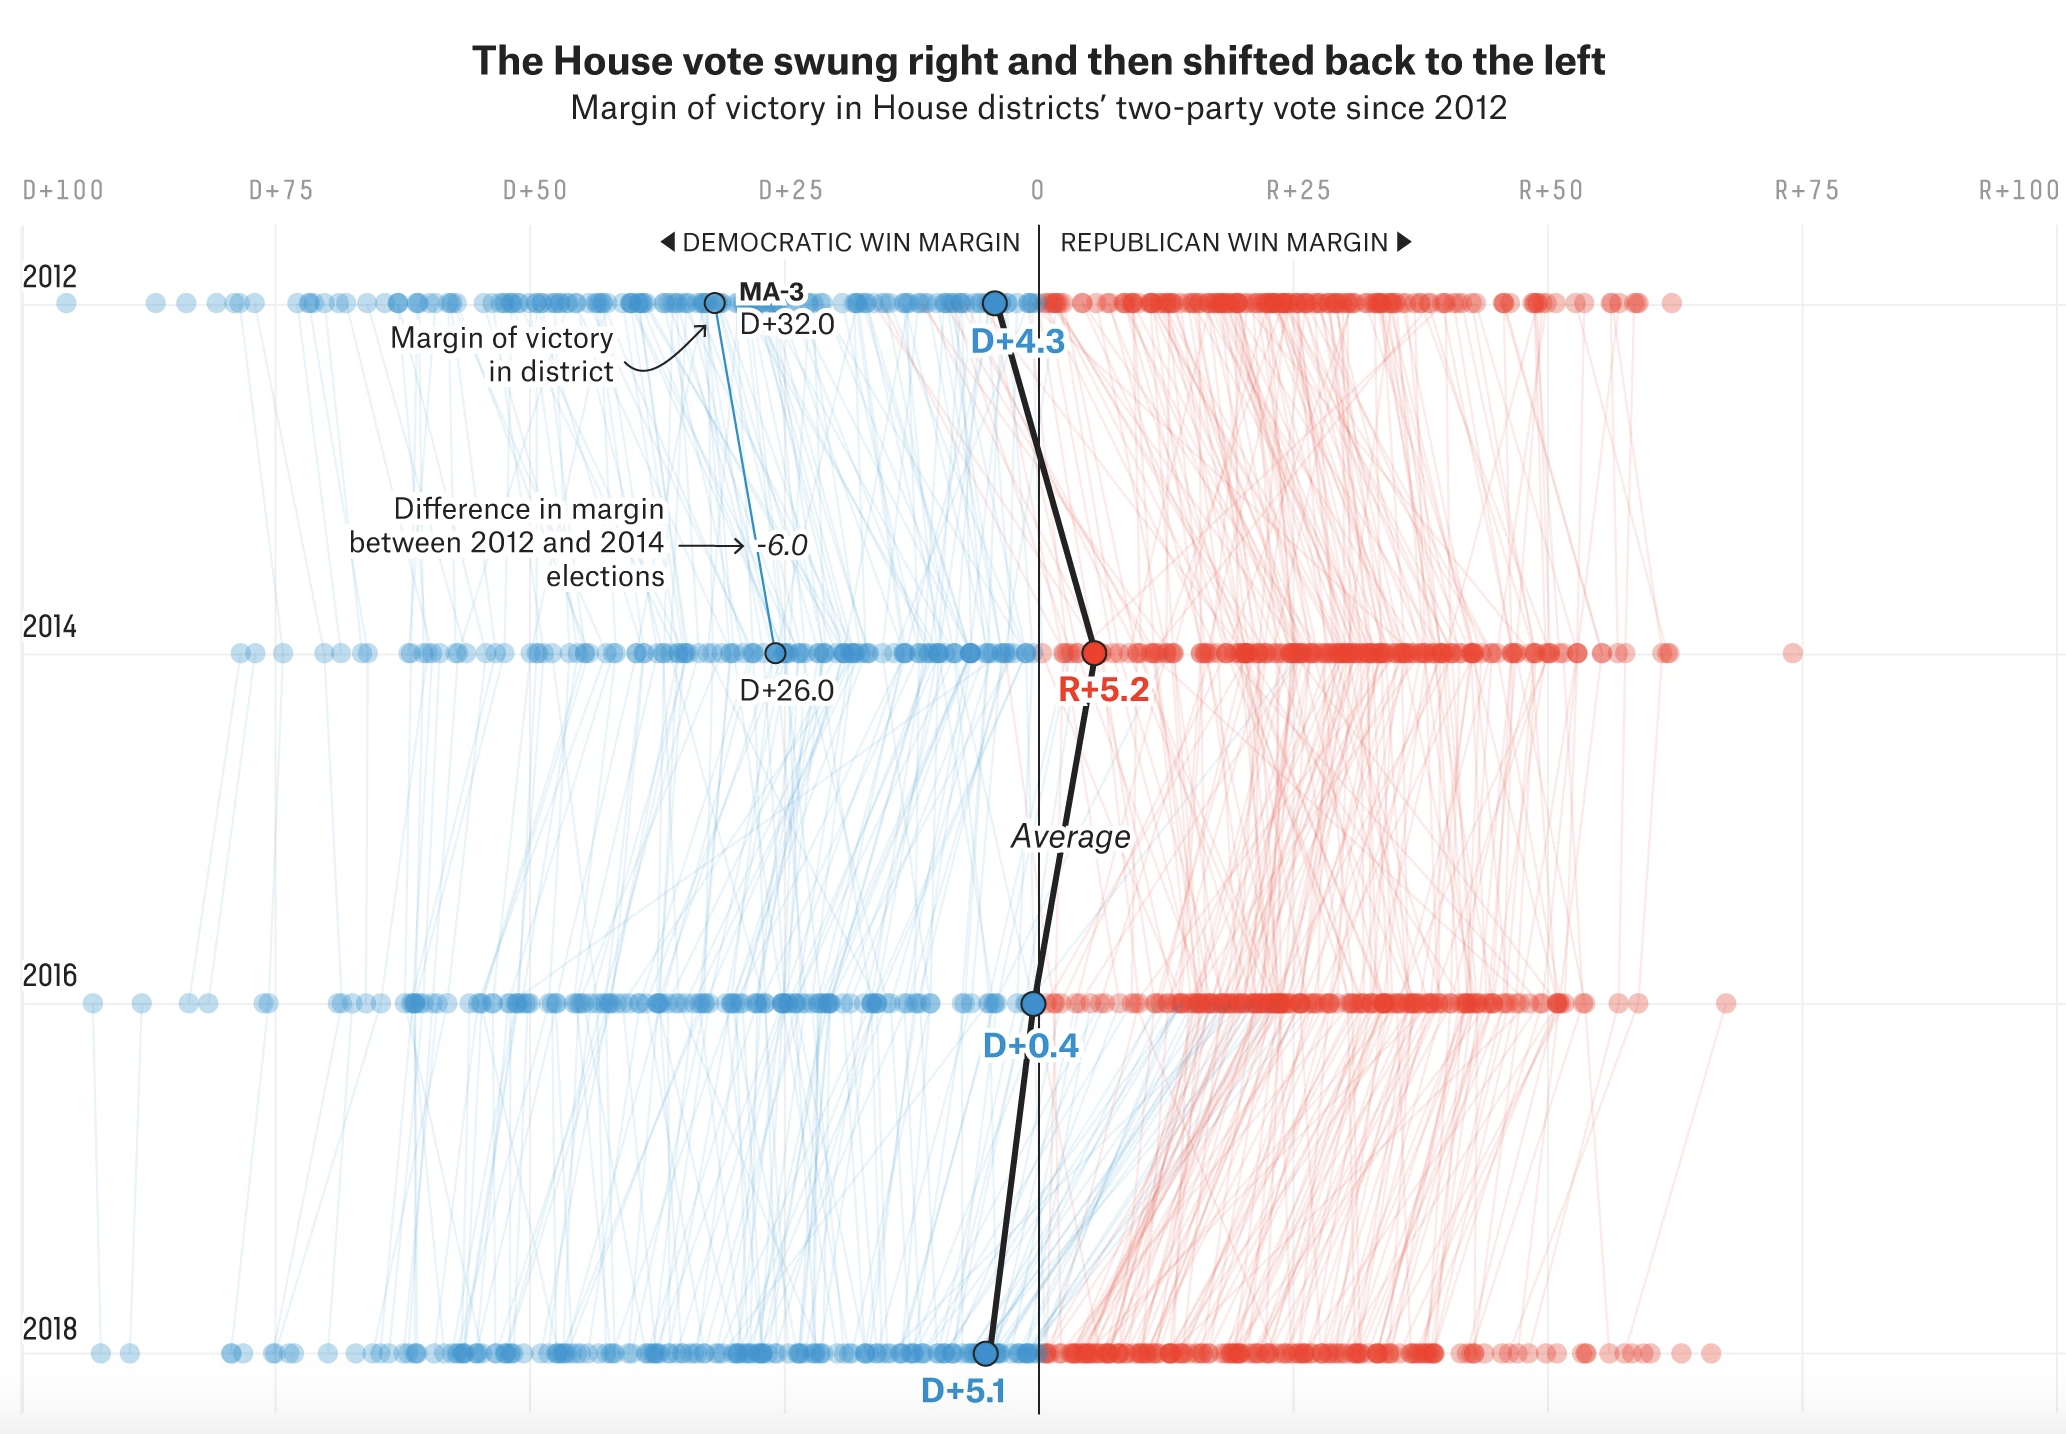 The House vote swung right and then shifted back to the left
Margin of victory in House districts’ two-party vote since 2012
D+100 D+75 D+50 D+25 0 R+25 R+50 R+75 R+100
◀ DEMOCRATIC WIN MARGIN REPUBLICAN WIN MARGIN ▶
2012
MA-3
D+32.0
Margin of victory
in district
D+4.3
Difference in margin
between 2012 and 2014
elections
-6.0
2014
D+26.0
R+5.2
Average
2016
D+0.4
2018
D+5.1